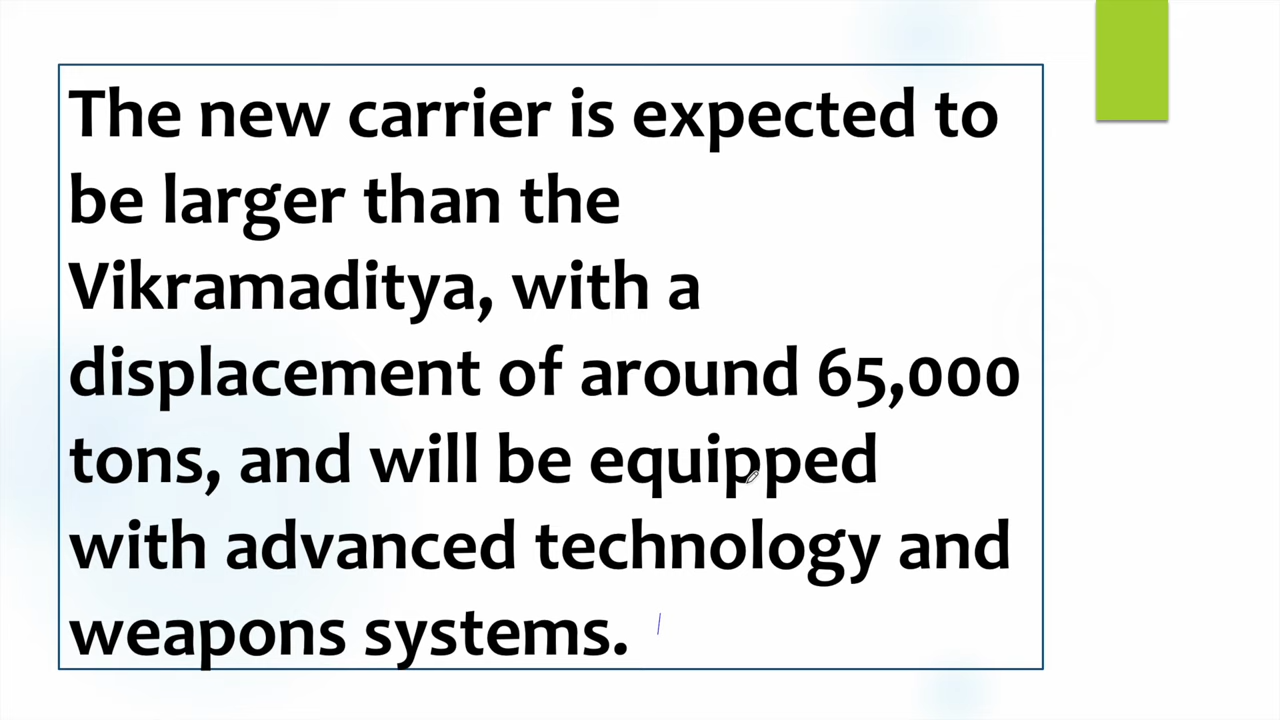 The new carrier is expected to
be larger than the
Vikramaditya, with a
displacement of around 65,000
tons, and will be equipped
with advanced technology and
weapons systems.